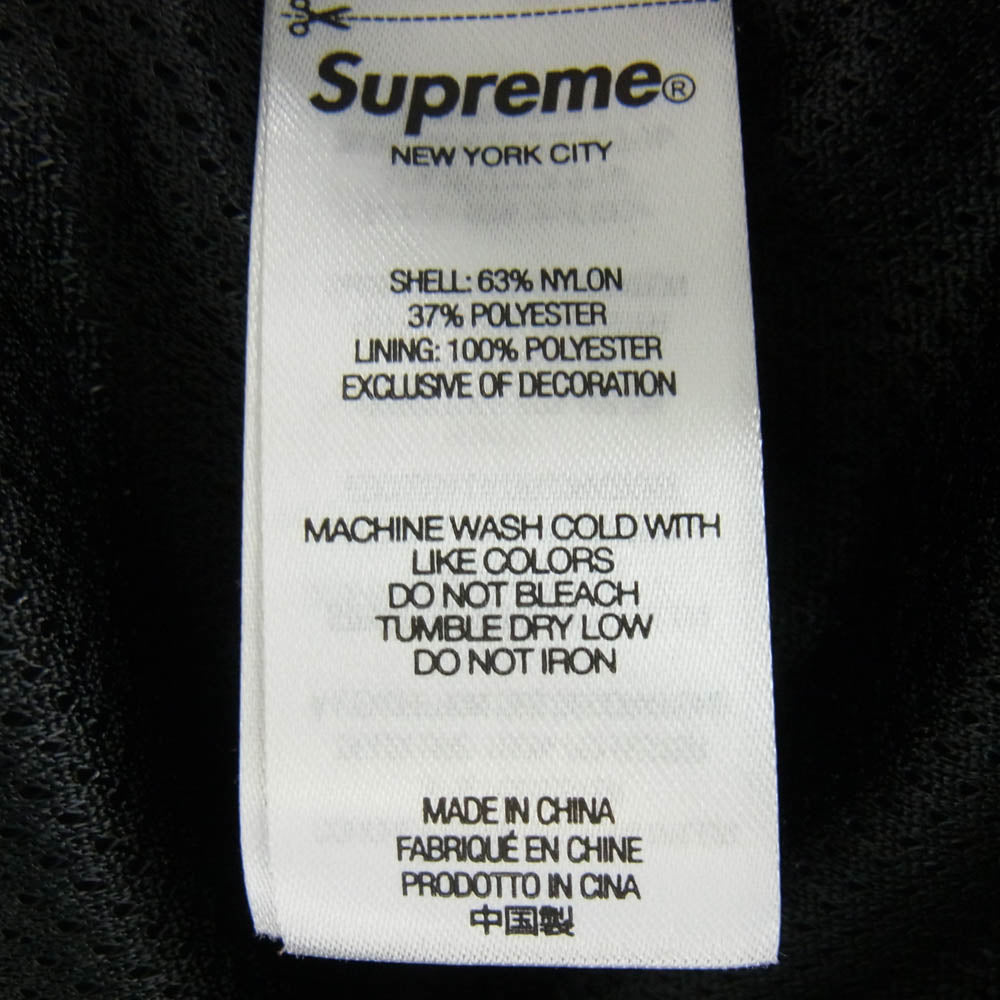 Supreme®
NEW YORK CITY
SHELL: 63% NYLON
37% POLYESTER
LINING: 100% POLYESTER
EXCLUSIVE OF DECORATION
MACHINE WASH COLD WITH
LIKE COLORS
DO NOT BLEACH
TUMBLE DRY LOW
DO NOT IRON
MADE IN CHINA
FABRIQUÉ EN CHINE
PRODOTTO IN CINA
中国製